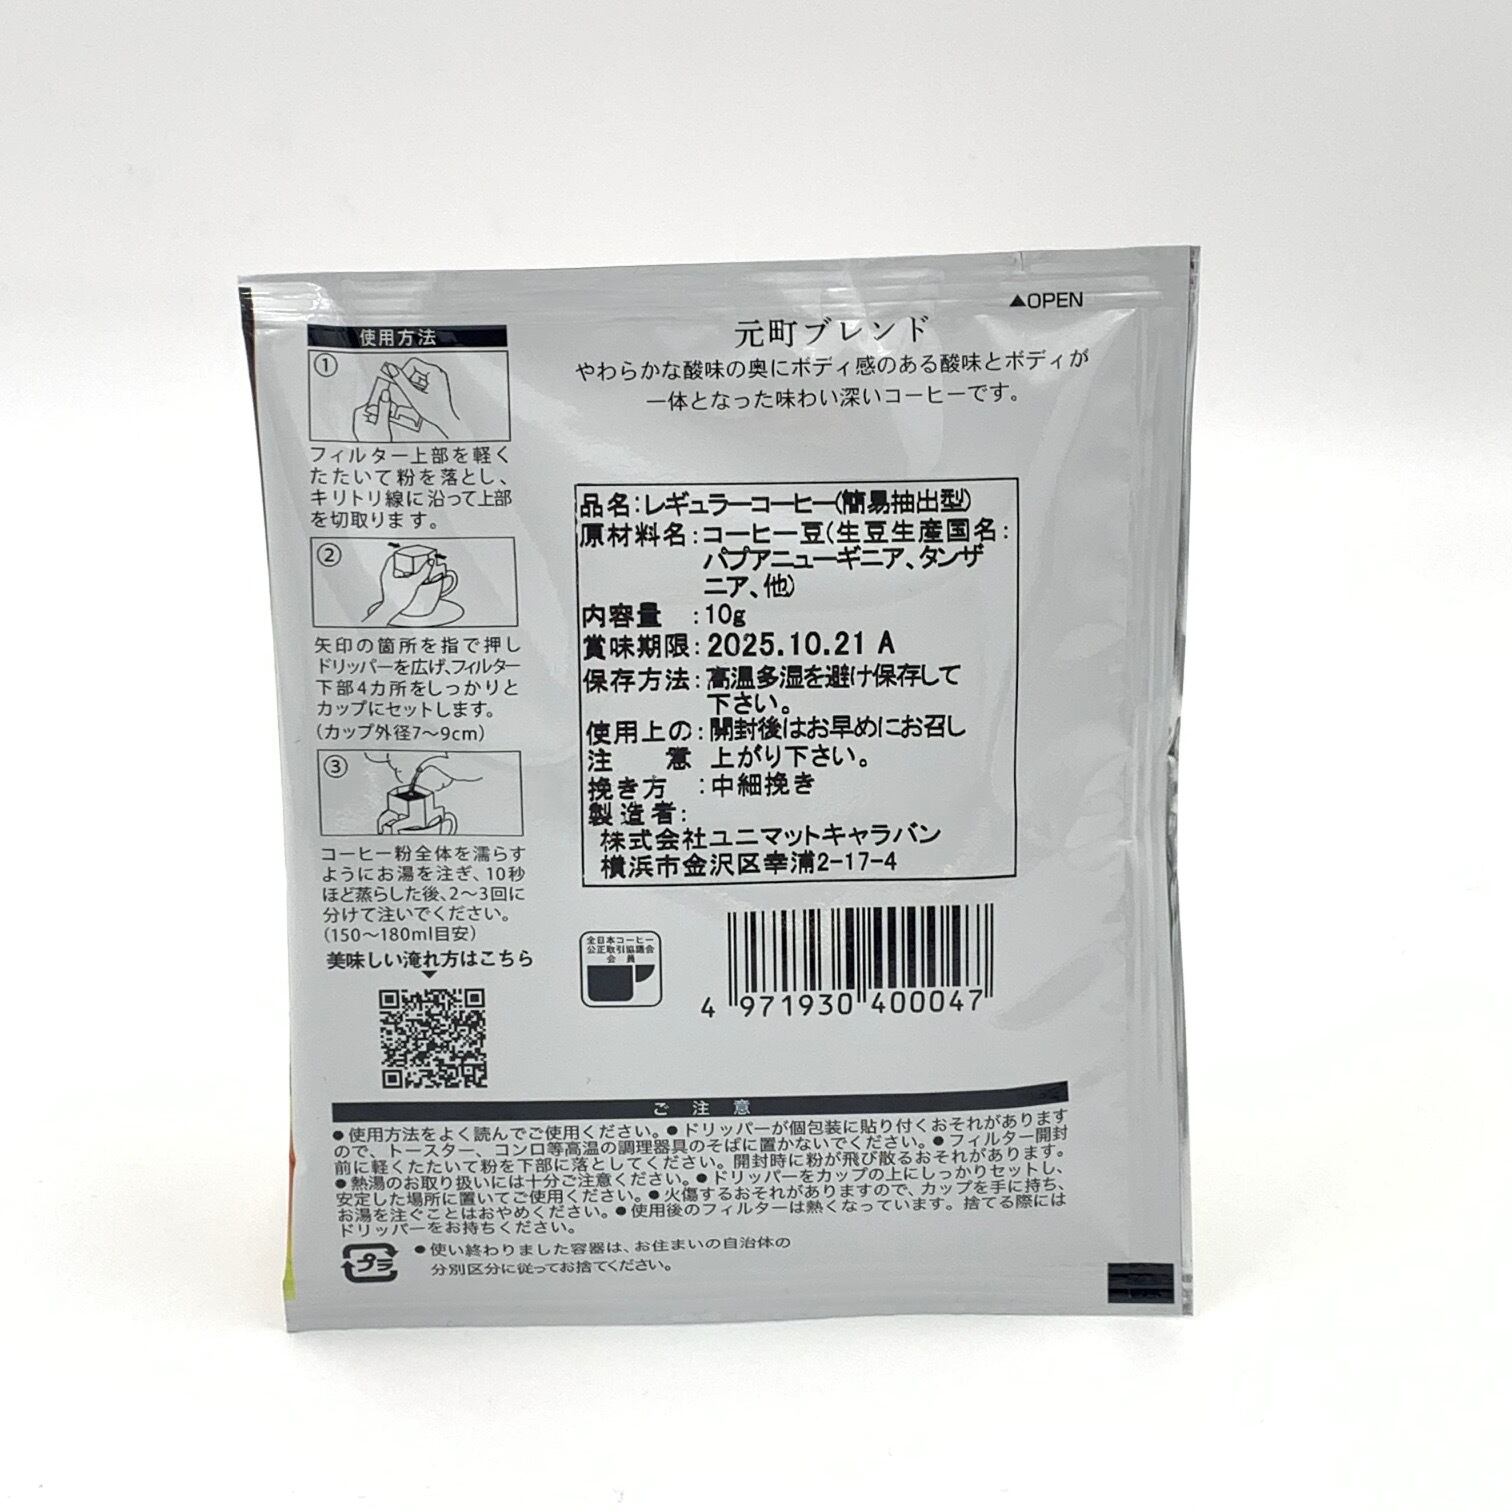 ▲OPEN
元町ブレンド
やわらかな酸味の奥にボディ感のある酸味とボディが
一体となった味わい深いコーヒーです。
使用方法
①
フィルター上部を軽く
たたいて粉を落とし、
キリトリ線に沿って上部
を切取ります。
②
矢印の箇所を指で押し
ドリッパーを広げ、フィルター
下部4カ所をしっかりと
カップにセットします。
(カップ外径7〜9cm)
③
コーヒー粉全体を濡らす
ようにお湯を注ぎ、10秒
ほど蒸らした後、2〜3回に
分けて注いでください。
(150〜180ml目安)
美味しい淹れ方はこちら
品名:レギュラーコーヒー(簡易抽出型)
原材料名:コーヒー豆(生豆生産国名:
パプアニューギニア、タンザ
ニア、他)
内容量 :10g
賞味期限:2025.10.21 A
保存方法:高温多湿を避け保存して
下さい。
使用上の:開封後はお早めにお召し
注 意 上がり下さい。
挽き方 :中細挽き
製造者:
株式会社ユニマットキャラバン
横浜市金沢区幸浦2-17-4
全日本コーヒー
公正取引協議会
会員
4 971930 400047
ご注意
●使用方法をよく読んでご使用ください。●ドリッパーが個包装に貼り付くおそれがあります
ので、トースター、コンロ等高温の調理器具のそばに置かないでください。●フィルター開封
前に軽くたたいて粉を下部に落としてください。開封時に粉が飛び散るおそれがあります。
●熱湯のお取り扱いには十分ご注意ください。●ドリッパーをカップの上にしっかりセットし、
安定した場所に置いてご使用ください。●火傷するおそれがありますので、カップを手に持ち、
お湯を注ぐことはおやめください。●使用後のフィルターは熱くなっています。捨てる際には
ドリッパーをお持ちください。
プラ
●使い終わりました容器は、お住まいの自治体の
分別区分に従ってお捨てください。